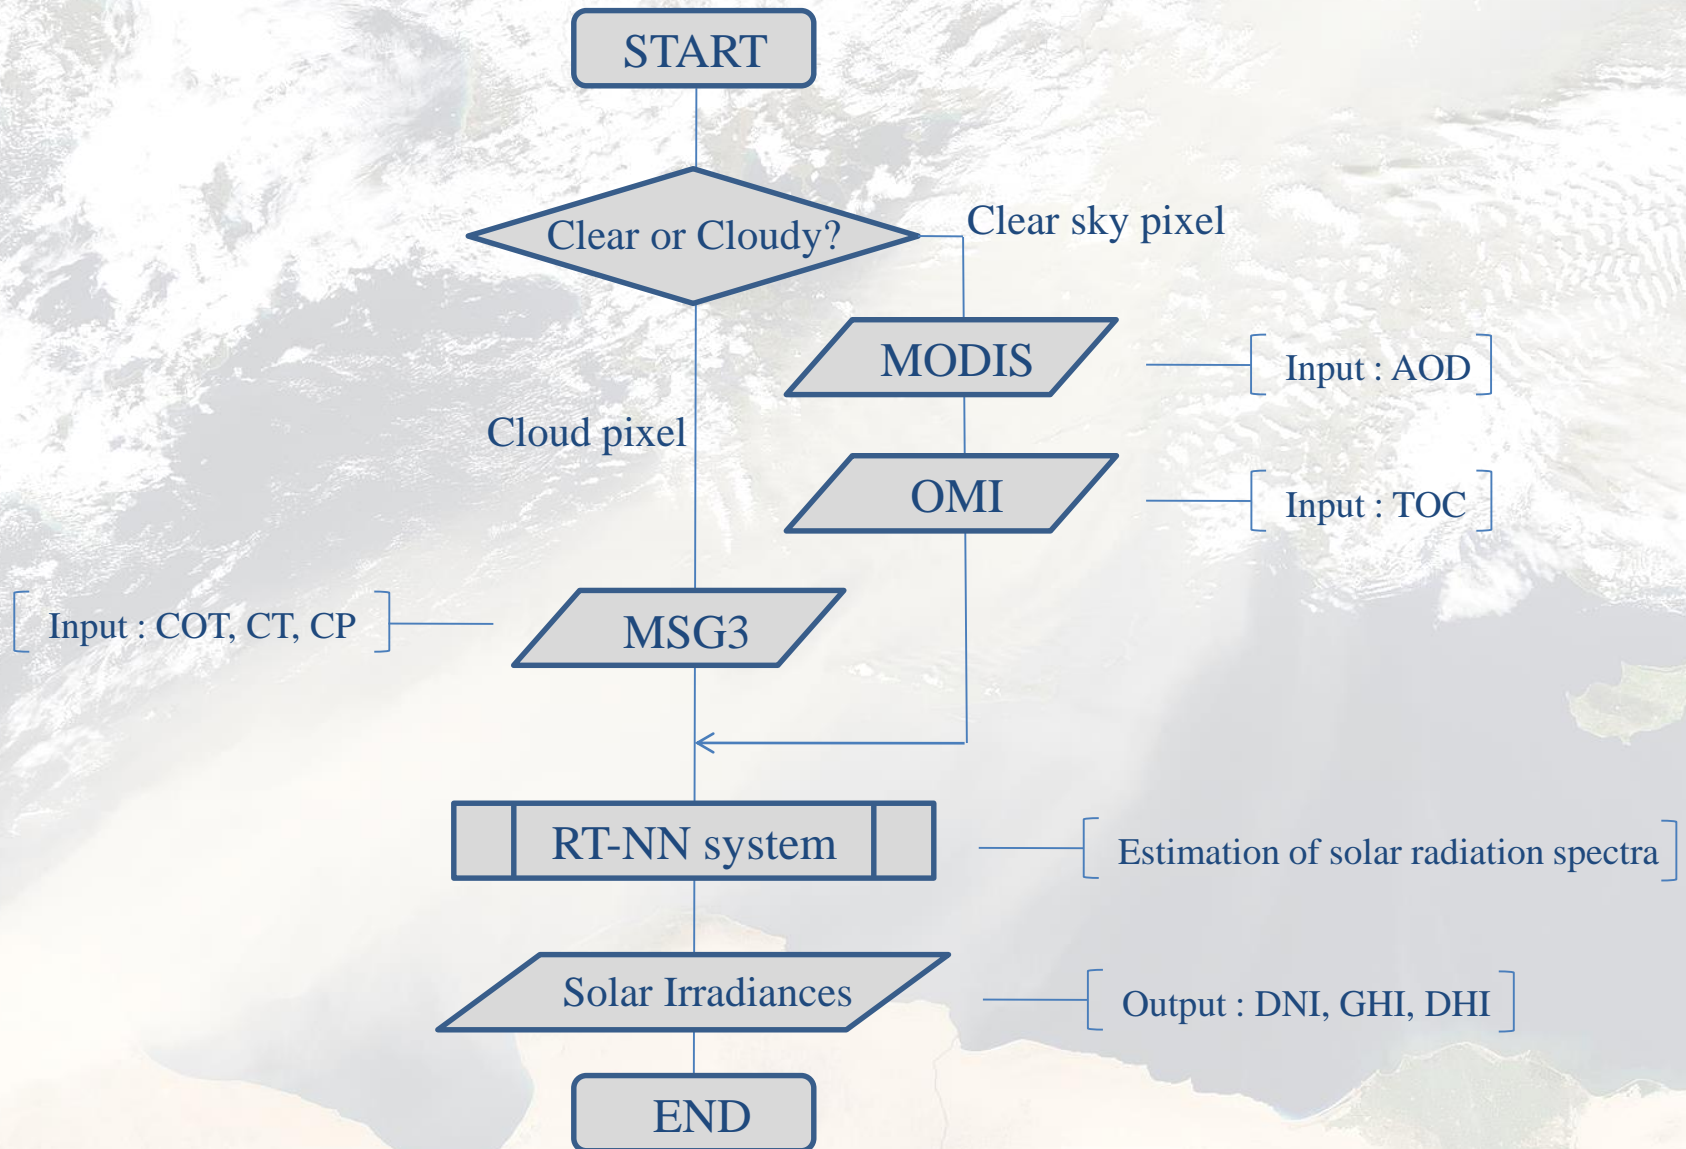 START
Clear or Cloudy?
Clear sky pixel
MODIS
Input : AOD
Cloud pixel
OMI
Input : TOC
Input : COT, CT, CP
MSG3
RT-NN system
Estimation of solar radiation spectra
Solar Irradiances
Output : DNI, GHI, DHI
END